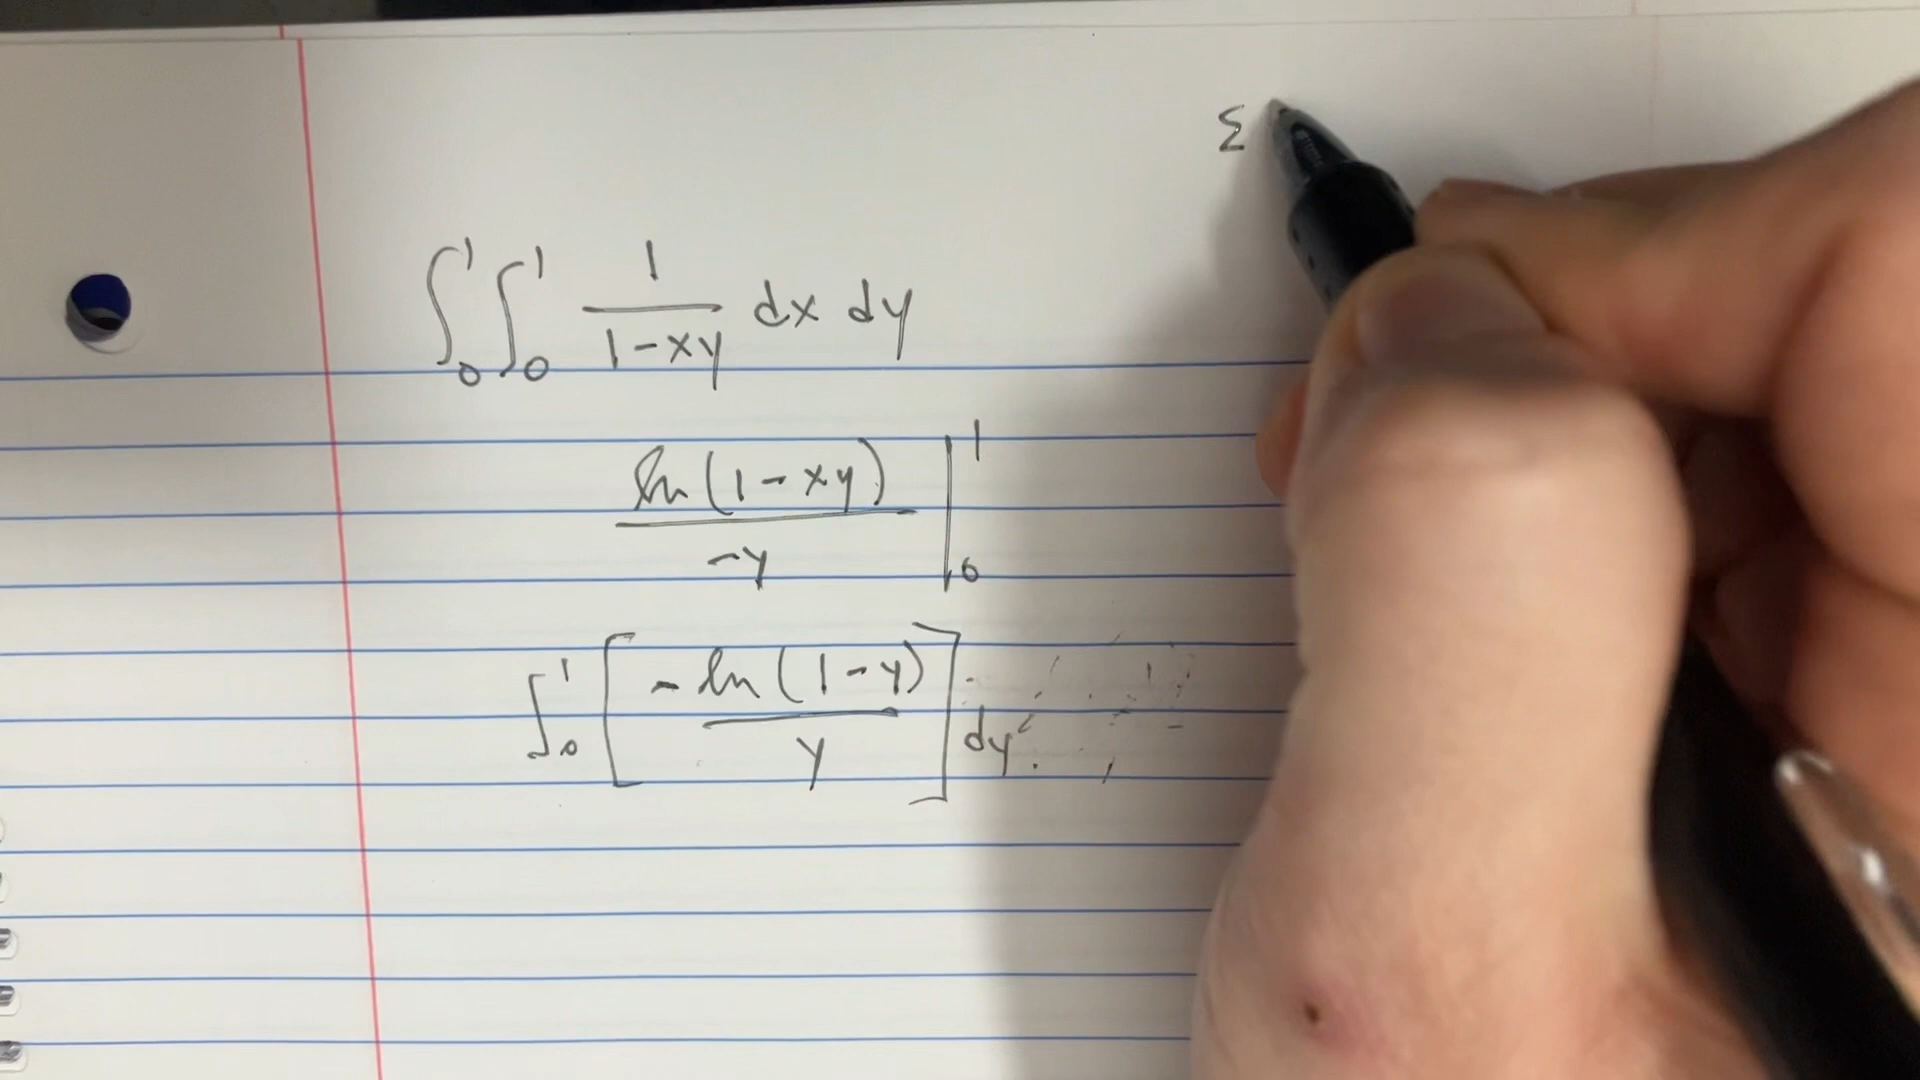 Σ
∫₀¹ ∫₀¹ 1/(1-xy) dx dy
ln(1-xy)/-y |₀¹
∫₀¹ [-ln(1-y)/y] dy